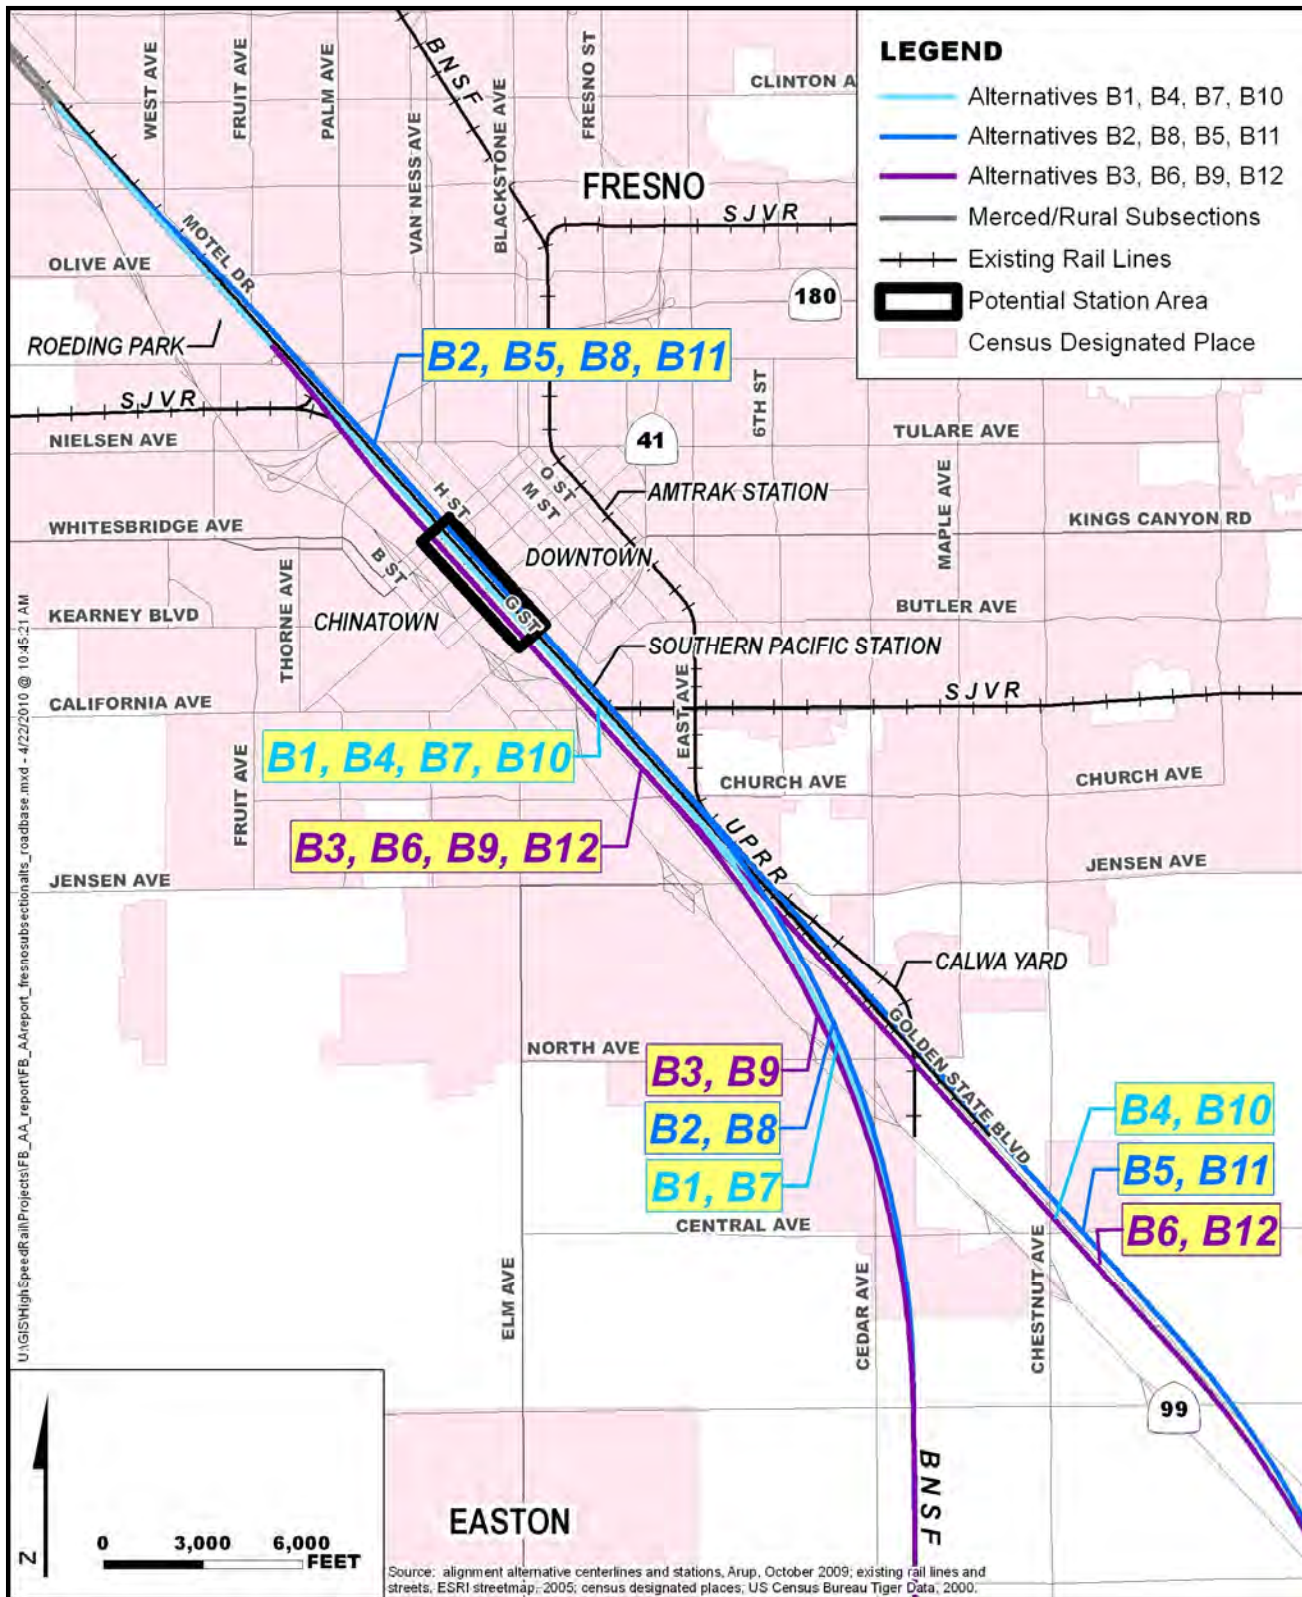 LEGEND
Alternatives B1, B4, B7, B10
Alternatives B2, B8, B5, B11
Alternatives B3, B6, B9, B12
Merced/Rural Subsections
Existing Rail Lines
Potential Station Area
Census Designated Place
WEST AVE
FRUIT AVE
PALM AVE
VAN NESS AVE
BNSF
BLACKSTONE AVE
FRESNO ST
CLINTON A
FRESNO
SJVR
MOTEL DR
OLIVE AVE
180
ROEDING PARK
B2, B5, B8, B11
SJVR
NIELSEN AVE
6TH ST
TULARE AVE
41
H ST
O ST
M ST
AMTRAK STATION
MAPLE AVE
WHITESBRIDGE AVE
KINGS CANYON RD
B ST
DOWNTOWN
THORNE AVE
G ST
KEARNEY BLVD
BUTLER AVE
CHINATOWN
SOUTHERN PACIFIC STATION
CALIFORNIA AVE
EAST AVE
SJVR
B1, B4, B7, B10
FRUIT AVE
CHURCH AVE
CHURCH AVE
B3, B6, B9, B12
UPRR
JENSEN AVE
JENSEN AVE
CALWA YARD
GOLDEN STATE BLVD
NORTH AVE
B3, B9
B2, B8
B1, B7
B4, B10
B5, B11
B6, B12
CENTRAL AVE
ELM AVE
CEDAR AVE
CHESTNUT AVE
99
BNSF
EASTON
N
0 3,000 6,000
FEET
Source: alignment alternative centerlines and stations, Arup, October 2009; existing rail lines and
streets, ESRI streetmap, 2005; census designated places, US Census Bureau Tiger Data, 2000.
U:\GIS\HighSpeedRail\Projects\FB_AA_report\FB_AAreport_fresnosubsectionalts_roadbase.mxd - 4/22/2010 @ 10:45:21 AM